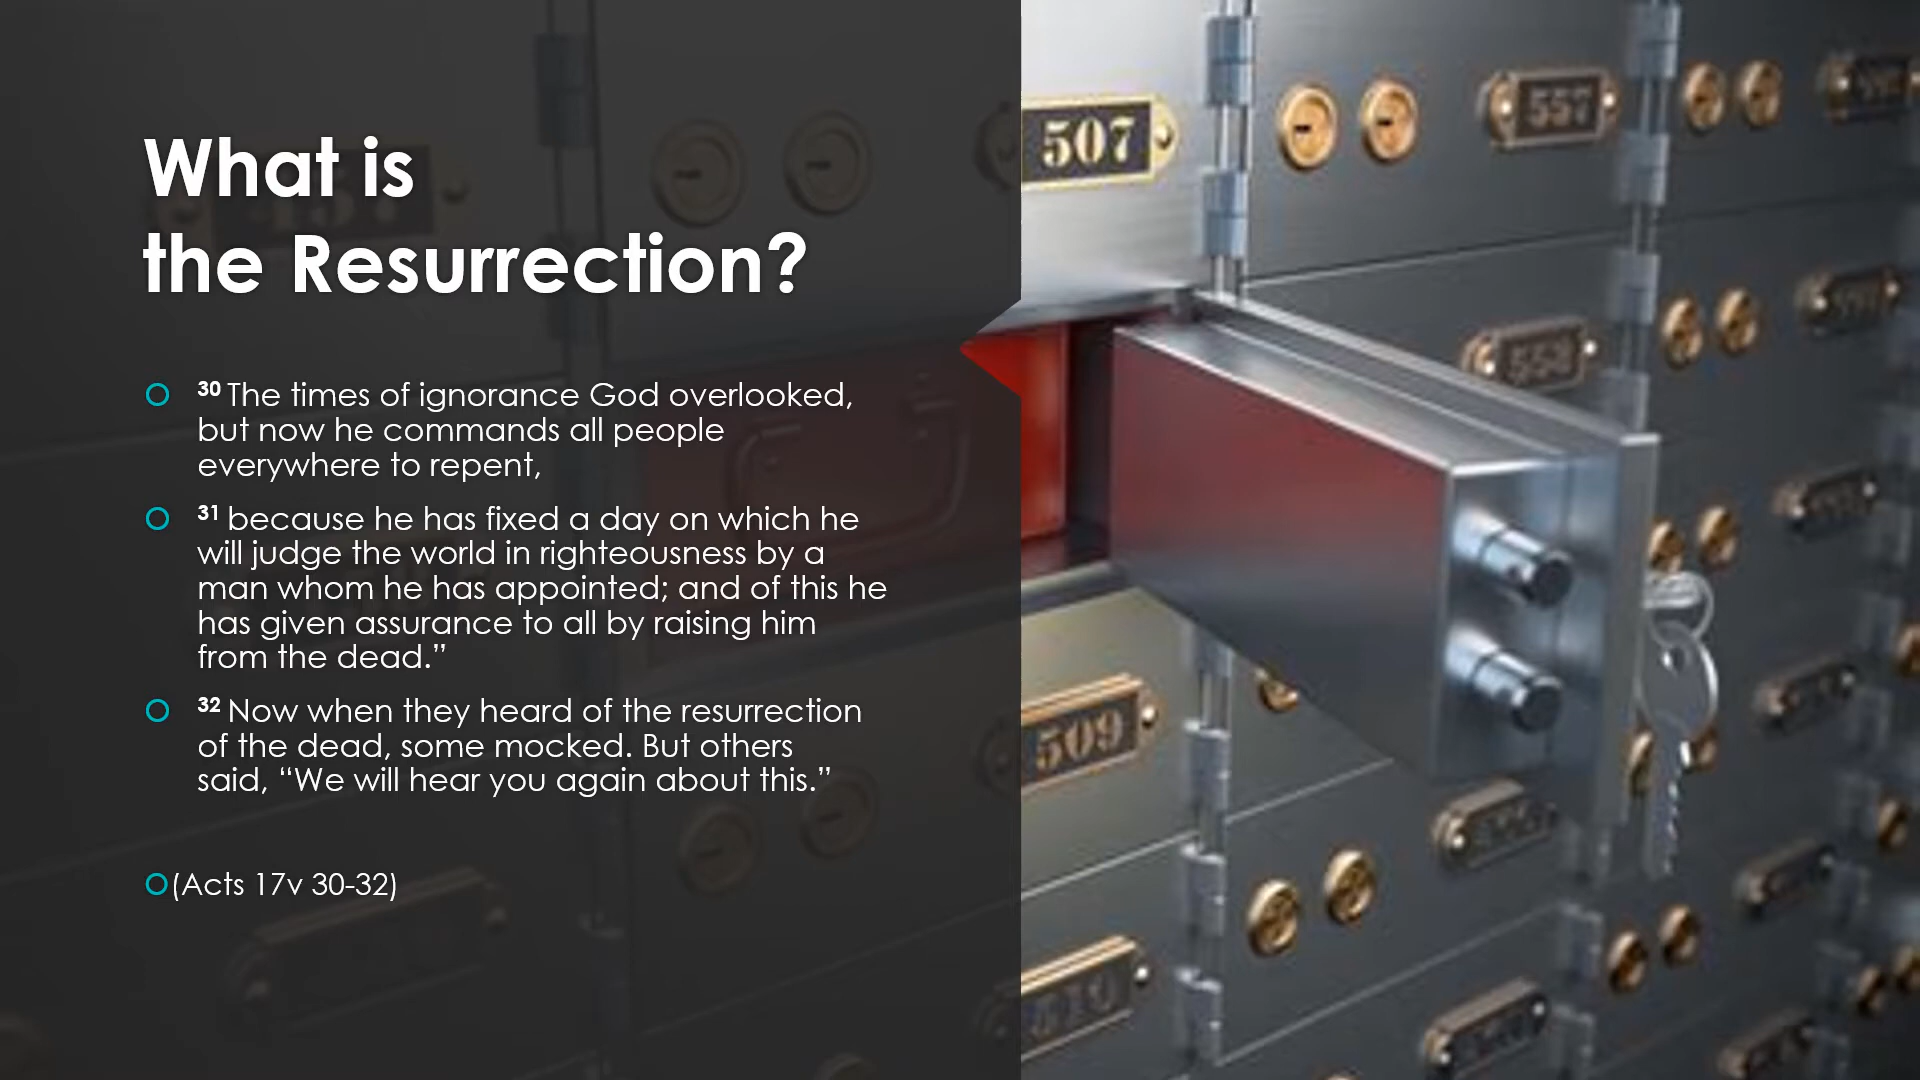 What is
the Resurrection?
30 The times of ignorance God overlooked,
but now he commands all people
everywhere to repent,
31 because he has fixed a day on which he
will judge the world in righteousness by a
man whom he has appointed; and of this he
has given assurance to all by raising him
from the dead.”
32 Now when they heard of the resurrection
of the dead, some mocked. But others
said, “We will hear you again about this.”
(Acts 17v 30-32)
507
557
558
509
510